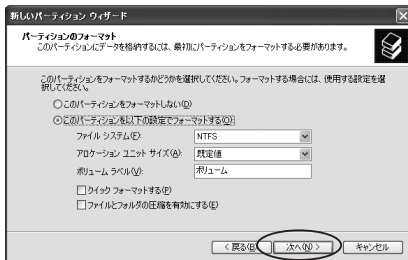 新しいパーティション ウィザード
パーティションのフォーマット
このパーティションにデータを格納するには、最初にパーティションをフォーマットする必要があります。
このパーティションをフォーマットするかどうかを選択してください。フォーマットする場合には、使用する設定を選
択してください。
このパーティションをフォーマットしない(D)
このパーティションを以下の設定でフォーマットする(O):
ファイル システム(F): NTFS
アロケーション ユニット サイズ(A): 既定値
ボリューム ラベル(V): ボリューム
クイック フォーマットする(P)
ファイルとフォルダの圧縮を有効にする(E)
< 戻る(B) 次へ(N) > キャンセル